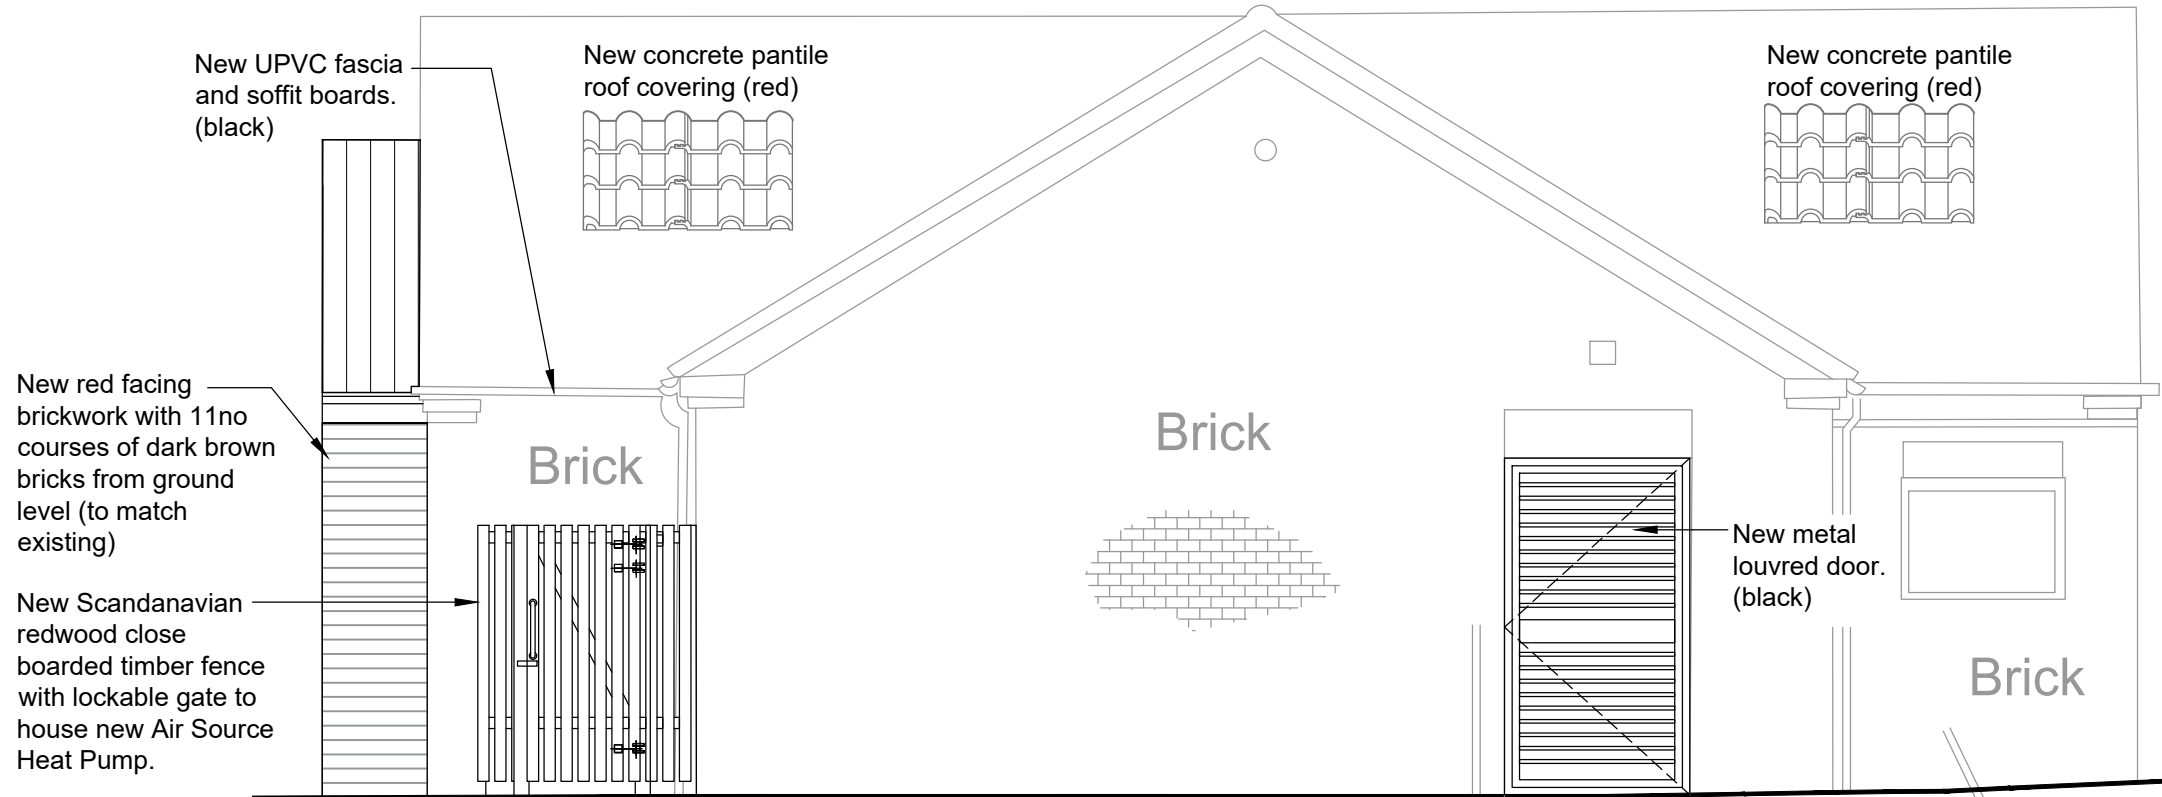 New UPVC fascia
and soffit boards.
(black)
New concrete pantile
roof covering (red)
New concrete pantile
roof covering (red)
New red facing
brickwork with 11no
courses of dark brown
bricks from ground
level (to match
existing)
Brick
Brick
New metal
louvred door.
(black)
New Scandanavian
redwood close
boarded timber fence
with lockable gate to
house new Air Source
Heat Pump.
Brick